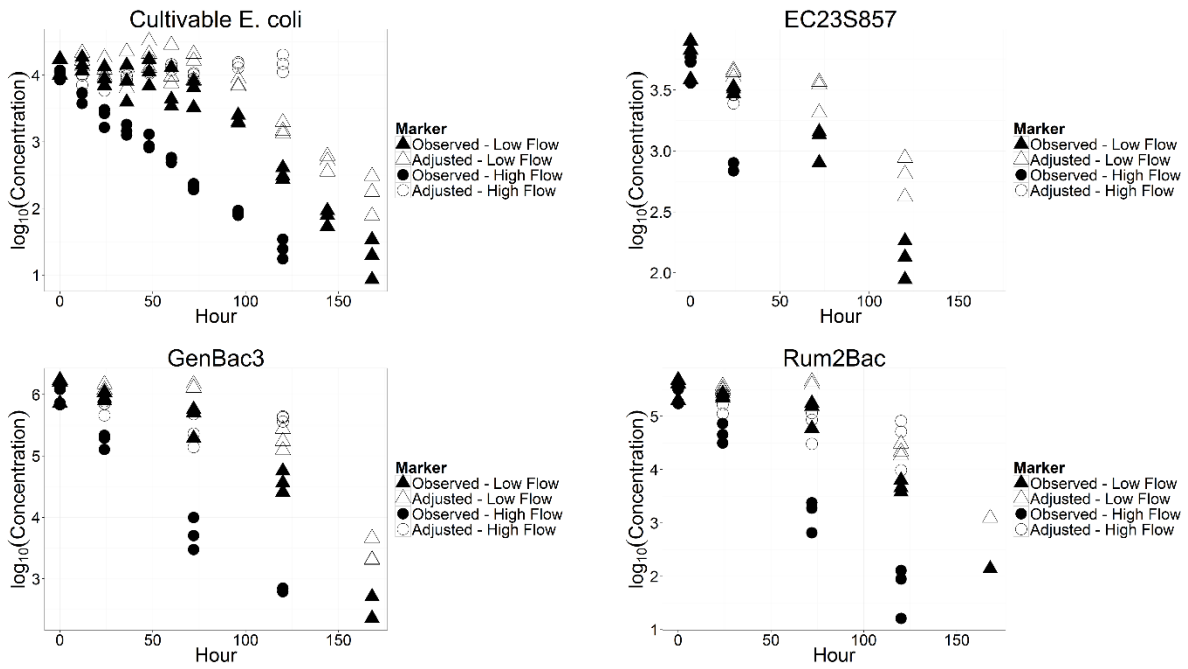 Cultivable E. coli
log10(Concentration)
4
3
2
1
0
50
100
150
Hour
Marker
Observed - Low Flow
Adjusted - Low Flow
Observed - High Flow
Adjusted - High Flow
EC23S857
log10(Concentration)
3.5
3.0
2.5
2.0
0
50
100
150
Hour
Marker
Observed - Low Flow
Adjusted - Low Flow
Observed - High Flow
Adjusted - High Flow
GenBac3
log10(Concentration)
6
5
4
3
0
50
100
150
Hour
Marker
Observed - Low Flow
Adjusted - Low Flow
Observed - High Flow
Adjusted - High Flow
Rum2Bac
log10(Concentration)
5
4
3
2
1
0
50
100
150
Hour
Marker
Observed - Low Flow
Adjusted - Low Flow
Observed - High Flow
Adjusted - High Flow